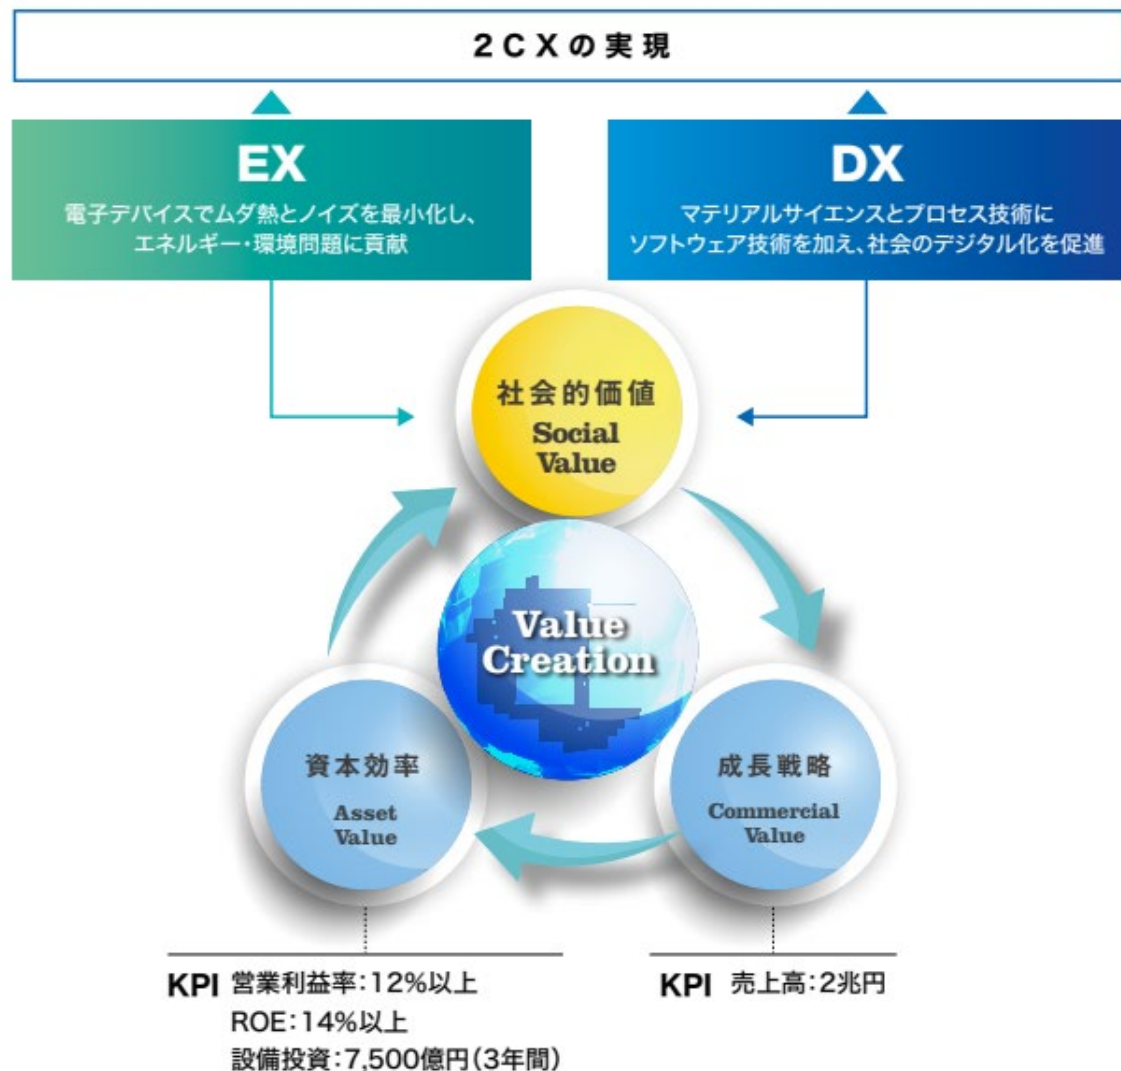 2CXの実現
EX
電子デバイスでムダ熱とノイズを最小化し、
エネルギー・環境問題に貢献
DX
マテリアルサイエンスとプロセス技術に
ソフトウェア技術を加え、社会のデジタル化を促進
社会的価値
Social
Value
Value
Creation
資本効率
Asset
Value
成長戦略
Commercial
Value
KPI 営業利益率：12%以上
ROE：14%以上
設備投資：7,500億円（3年間）
KPI 売上高：2兆円